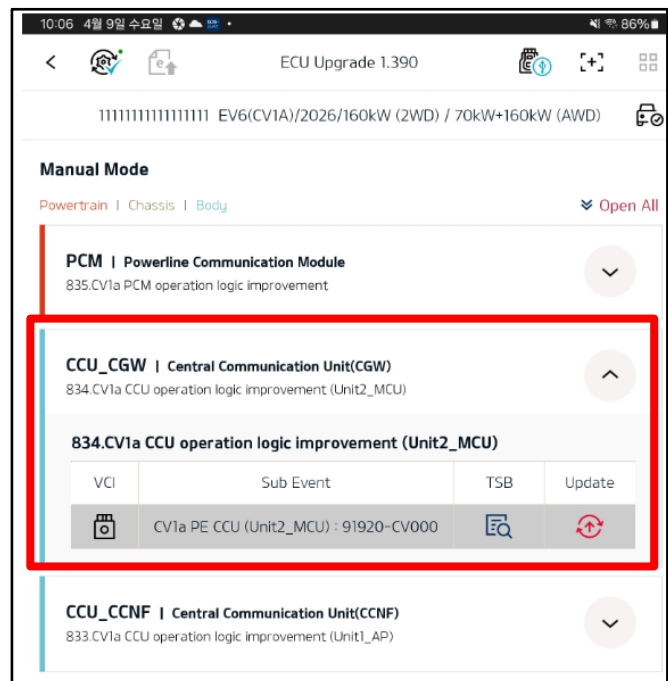 10:06 4월 9일 수요일
86%
ECU Upgrade 1.390
1111111111111111 EV6(CV1A)/2026/160kW (2WD) / 70kW+160kW (AWD)
Manual Mode
Powertrain | Chassis | Body
Open All
PCM | Powerline Communication Module
835.CV1a PCM operation logic improvement
CCU_CGW | Central Communication Unit(CGW)
834.CV1a CCU operation logic improvement (Unit2_MCU)
834.CV1a CCU operation logic improvement (Unit2_MCU)
VCI Sub Event TSB Update
CV1a PE CCU (Unit2_MCU) : 91920-CV000
CCU_CCNF | Central Communication Unit(CCNF)
833.CV1a CCU operation logic improvement (Unit1_AP)